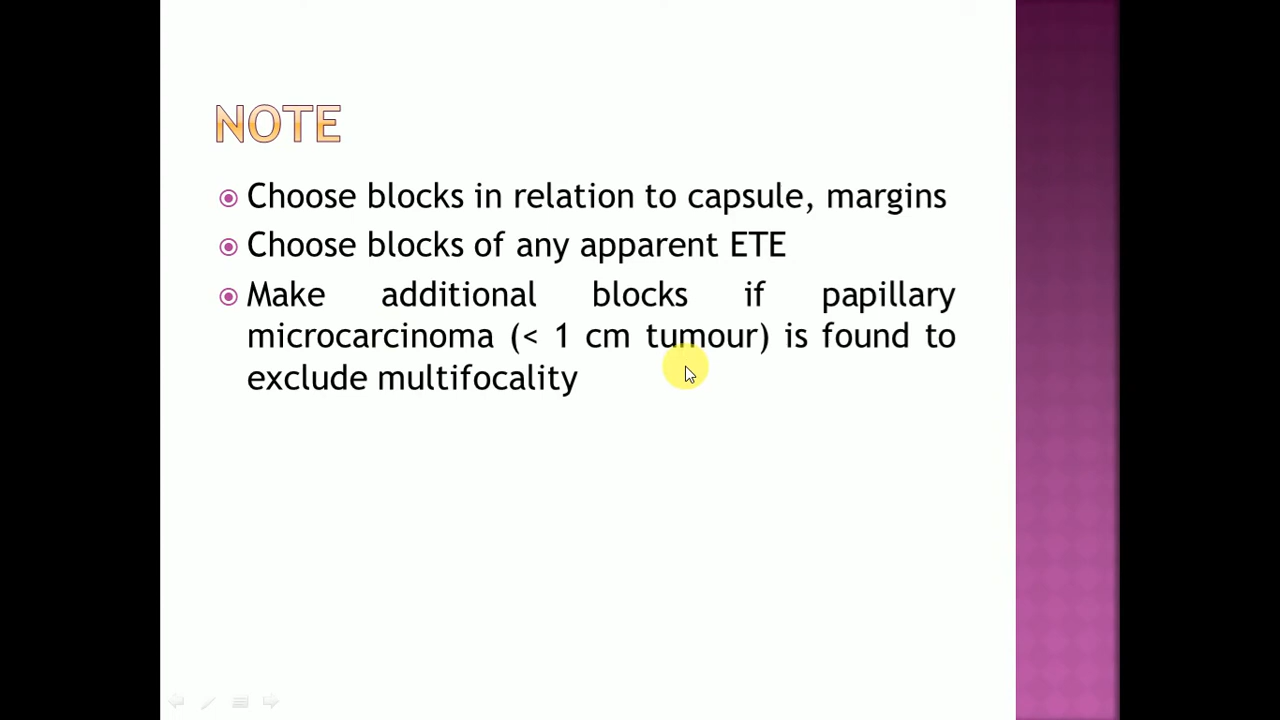 NOTE
Choose blocks in relation to capsule, margins
Choose blocks of any apparent ETE
Make additional blocks if papillary
microcarcinoma (< 1 cm tumour) is found to
exclude multifocality